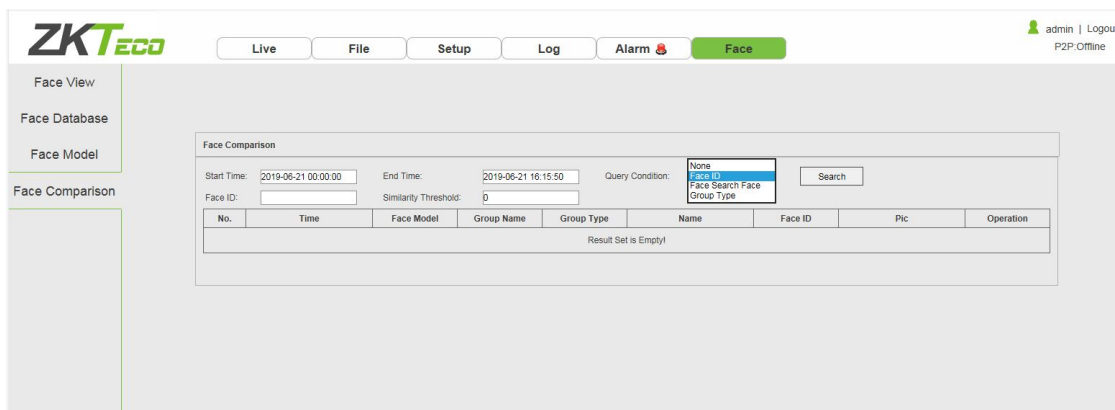 ZKTECO
admin | Logou
P2P:Offline
Live File Setup Log Alarm Face
Face View
Face Database
Face Model
Face Comparison
Face Comparison
Start Time: 2019-06-21 00:00:00 End Time: 2019-06-21 16:15:50 Query Condition: Search
None
Face ID
Face Search Face
Group Type
Face ID: Similarity Threshold: 0
No. Time Face Model Group Name Group Type Name Face ID Pic Operation
Result Set is Empty!